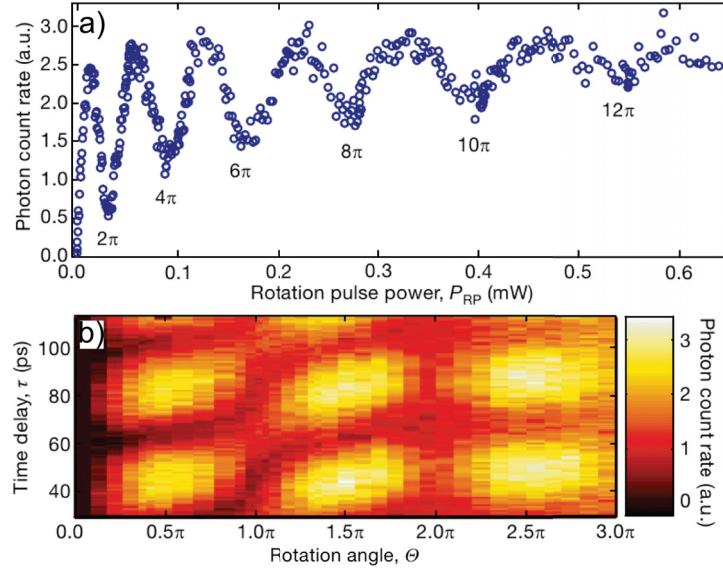 a)
Photon count rate (a.u.)
3.0
2.5
2.0
1.5
1.0
0.5
0.0
2π
4π
6π
8π
10π
12π
0.0 0.1 0.2 0.3 0.4 0.5 0.6
Rotation pulse power, P_RP (mW)
b)
Time delay, τ (ps)
100
80
60
40
0.0 0.5π 1.0π 1.5π 2.0π 2.5π 3.0π
Rotation angle, Θ
3
2
1
0
Photon
count rate (a.u.)